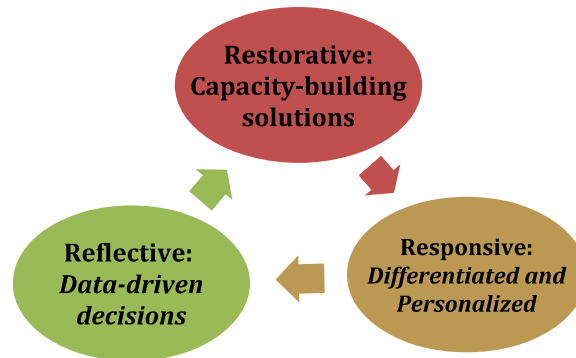 Restorative:
Capacity-building
solutions
Responsive:
Differentiated and
Personalized
Reflective:
Data-driven
decisions